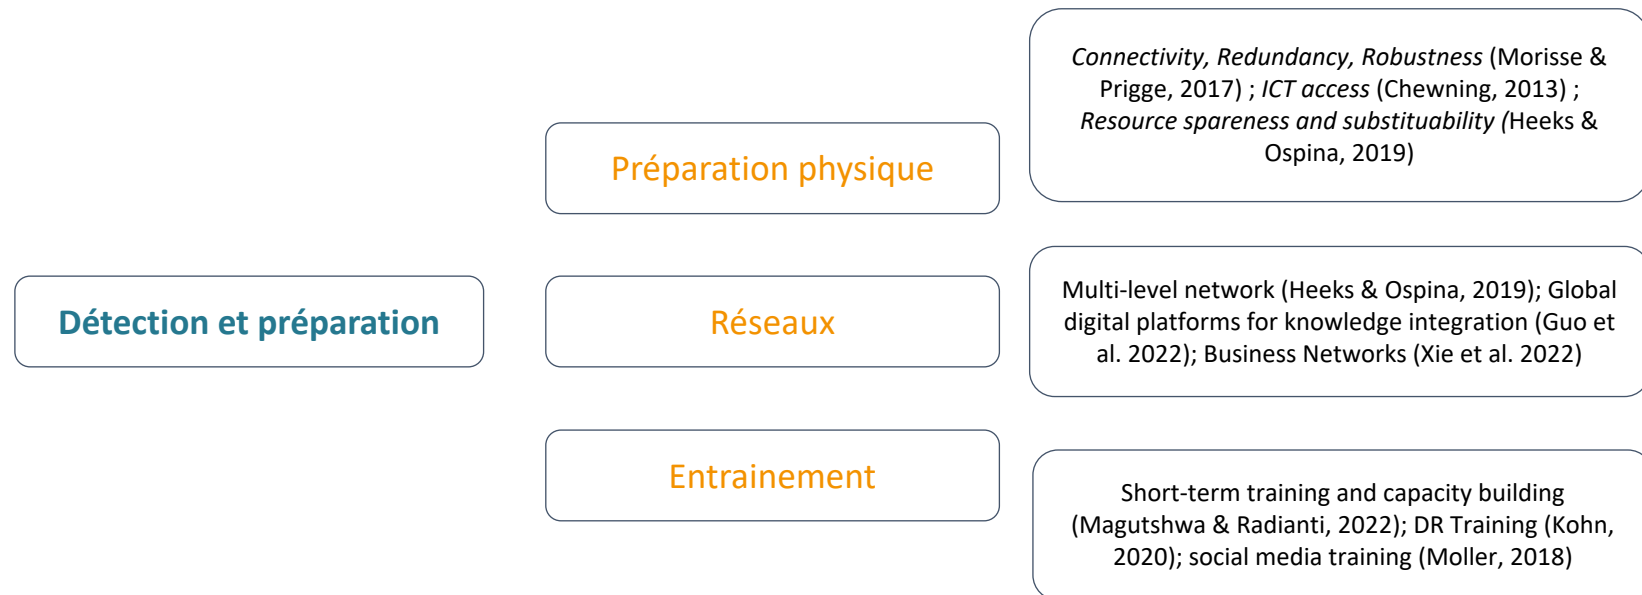 Détection et préparation
Préparation physique
Connectivity, Redundancy, Robustness (Morisse &
Prigge, 2017) ; ICT access (Chewning, 2013) ;
Resource spareness and substituability (Heeks &
Ospina, 2019)
Réseaux
Multi-level network (Heeks & Ospina, 2019); Global
digital platforms for knowledge integration (Guo et
al. 2022); Business Networks (Xie et al. 2022)
Entrainement
Short-term training and capacity building
(Magutshwa & Radianti, 2022); DR Training (Kohn,
2020); social media training (Moller, 2018)